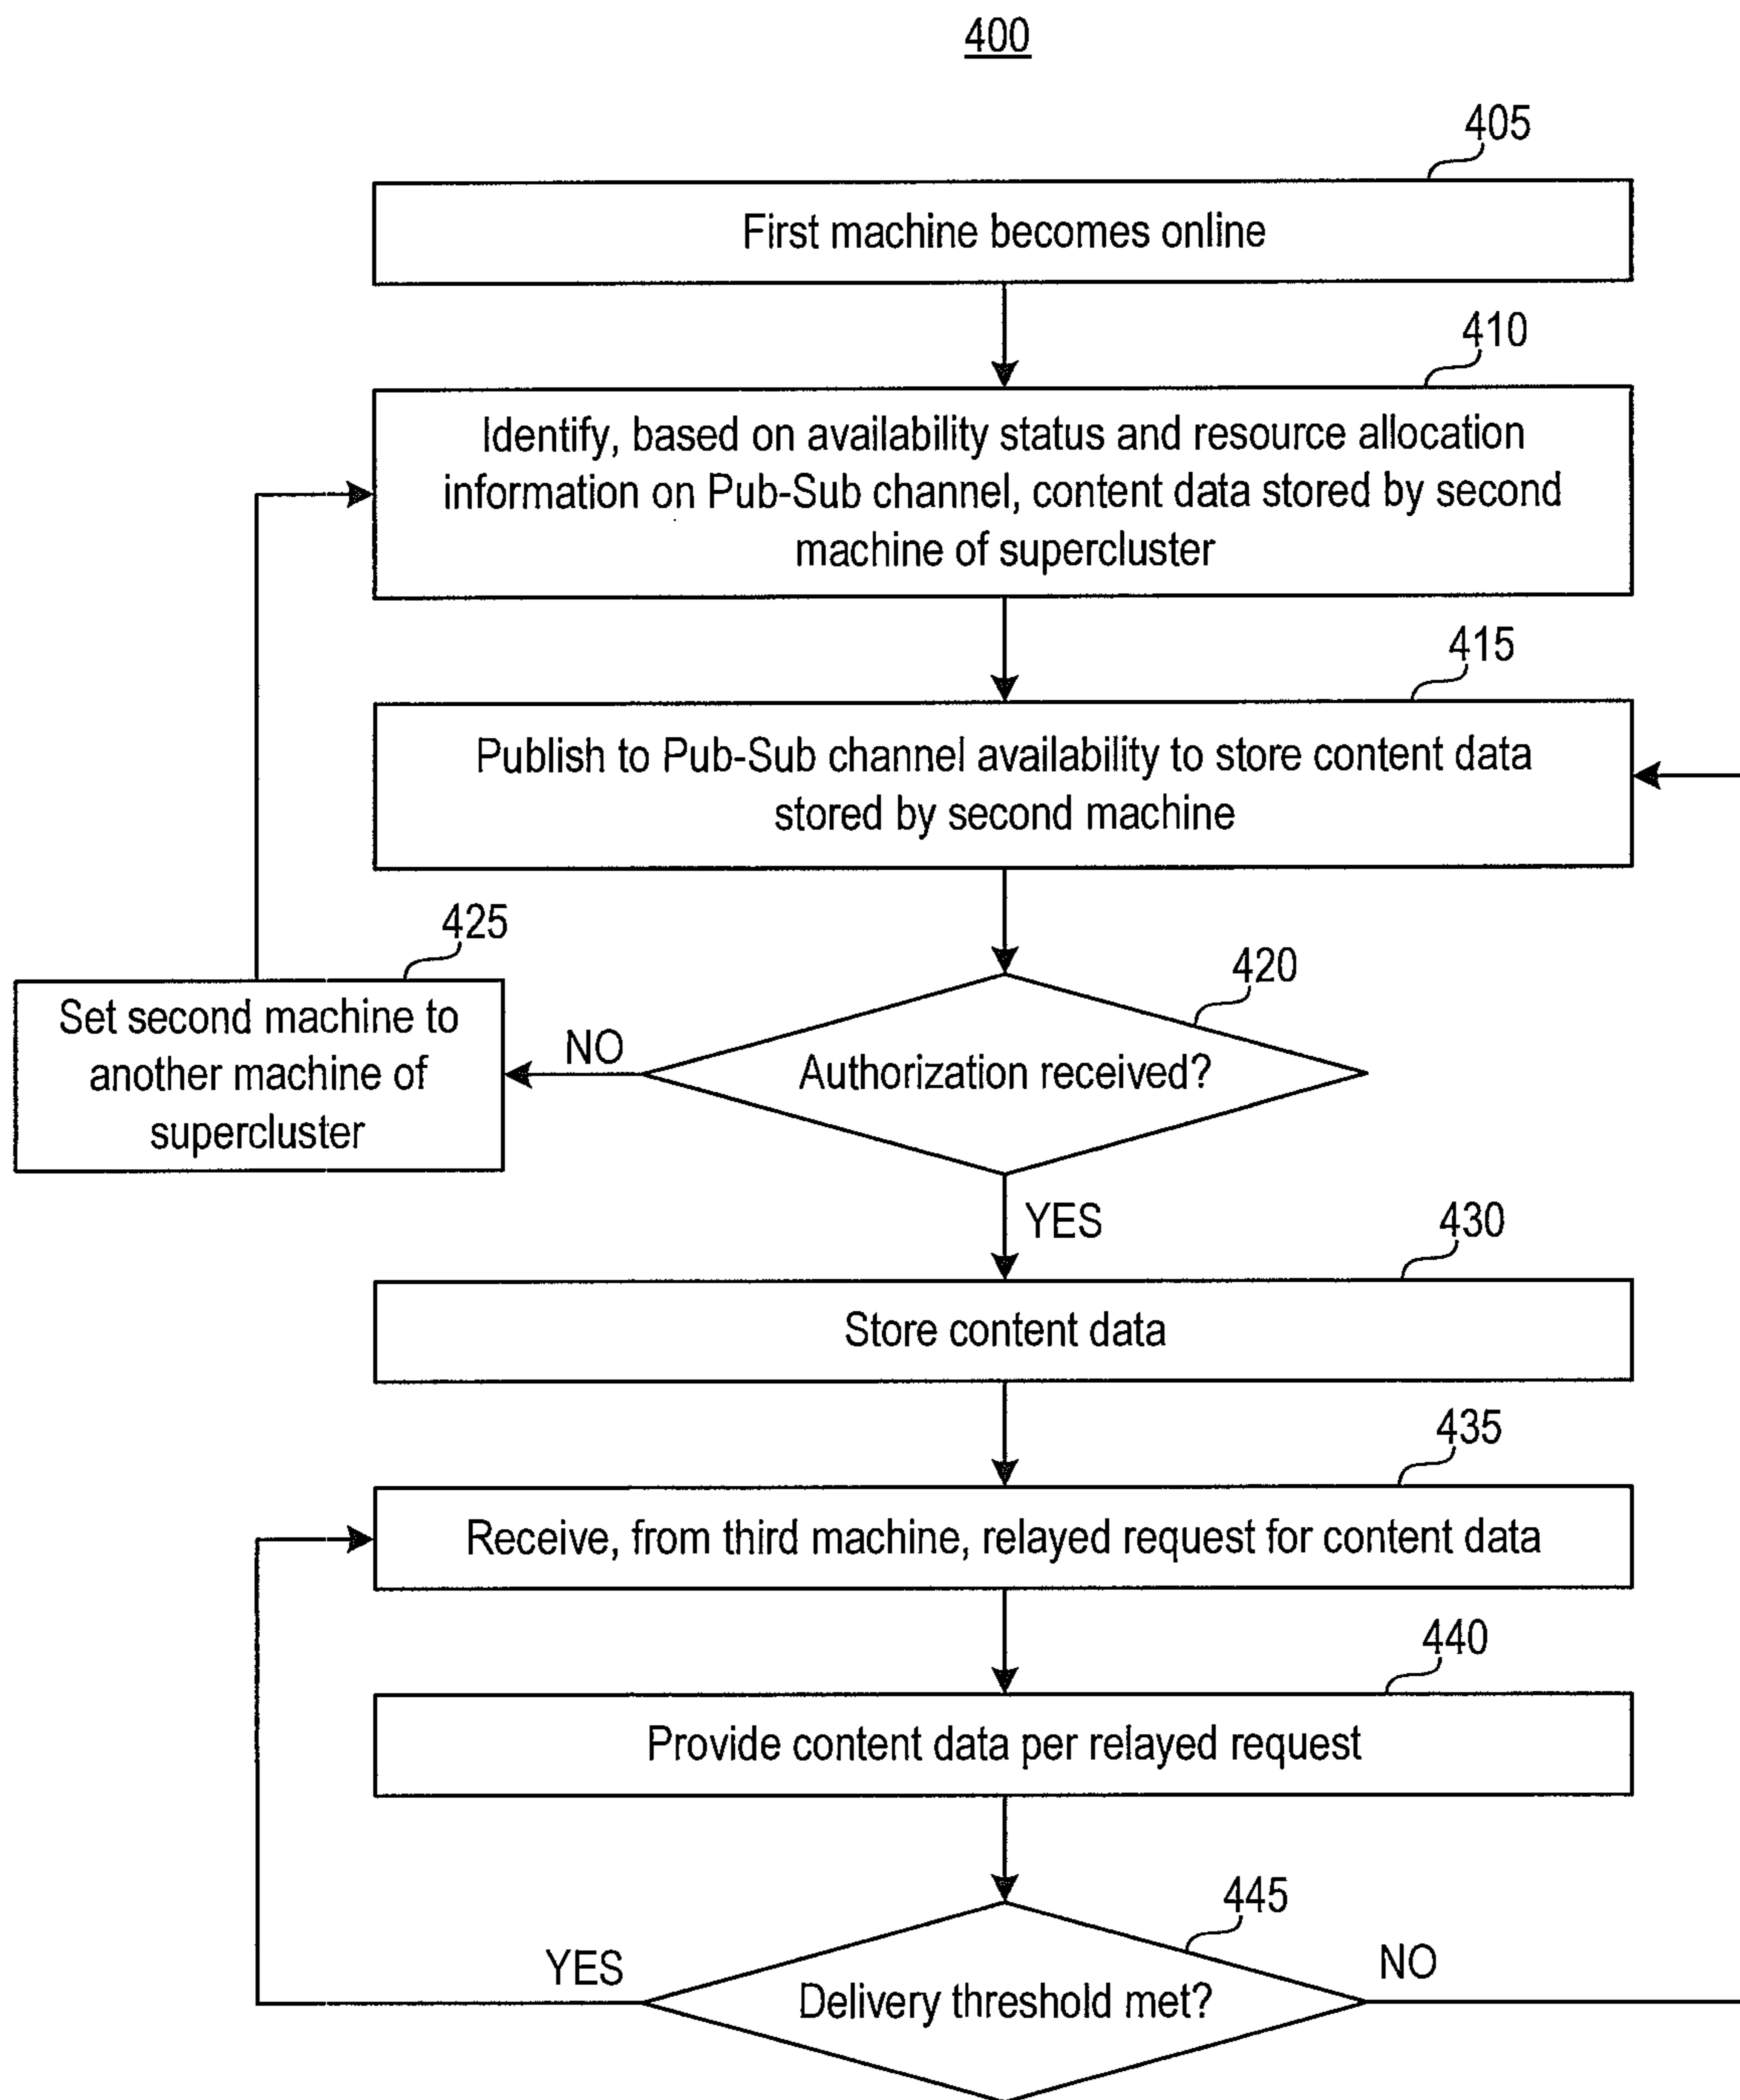 400
405
First machine becomes online
410
Identify, based on availability status and resource allocation
information on Pub-Sub channel, content data stored by second
machine of supercluster
415
Publish to Pub-Sub channel availability to store content data
stored by second machine
420
Authorization received?
NO
425
Set second machine to
another machine of
supercluster
YES
430
Store content data
435
Receive, from third machine, relayed request for content data
440
Provide content data per relayed request
445
Delivery threshold met?
YES
NO